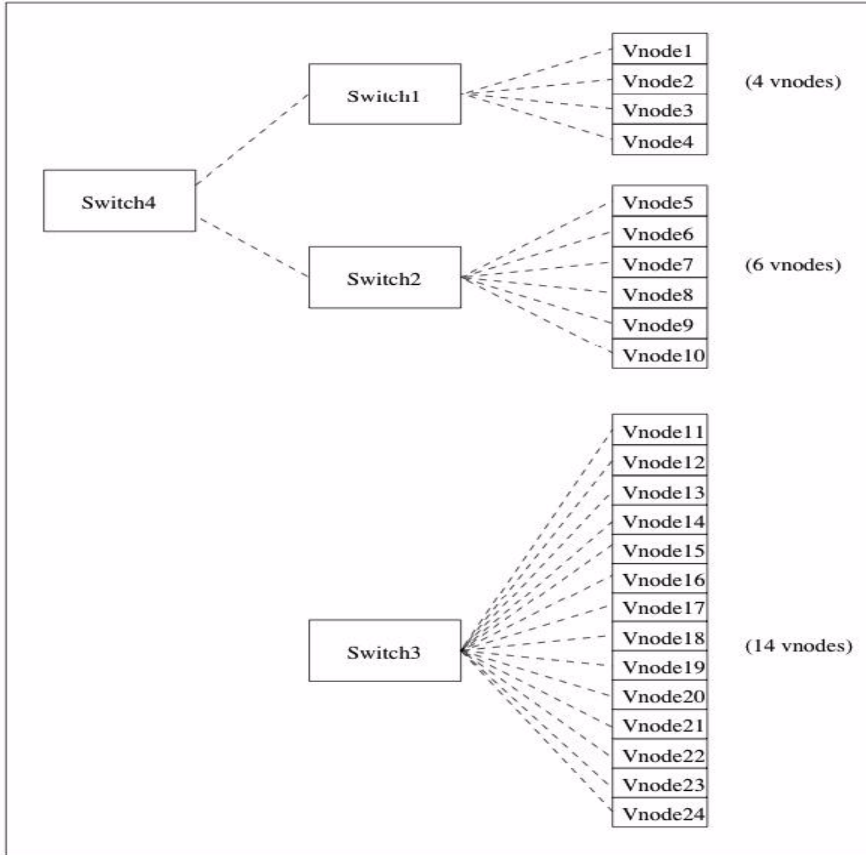 Vnode1
Vnode2
Switch1
(4 vnodes)
Vnode3
Vnode4
Switch4
Vnode5
Vnode6
Vnode7
(6 vnodes)
Switch2
Vnode8
Vnode9
Vnode10
Vnode11
Vnode12
Vnode13
Vnode14
Vnode15
Vnode16
Vnode17
Vnode18
Switch3
(14 vnodes)
Vnode19
Vnode20
Vnode21
Vnode22
Vnode23
Vnode24